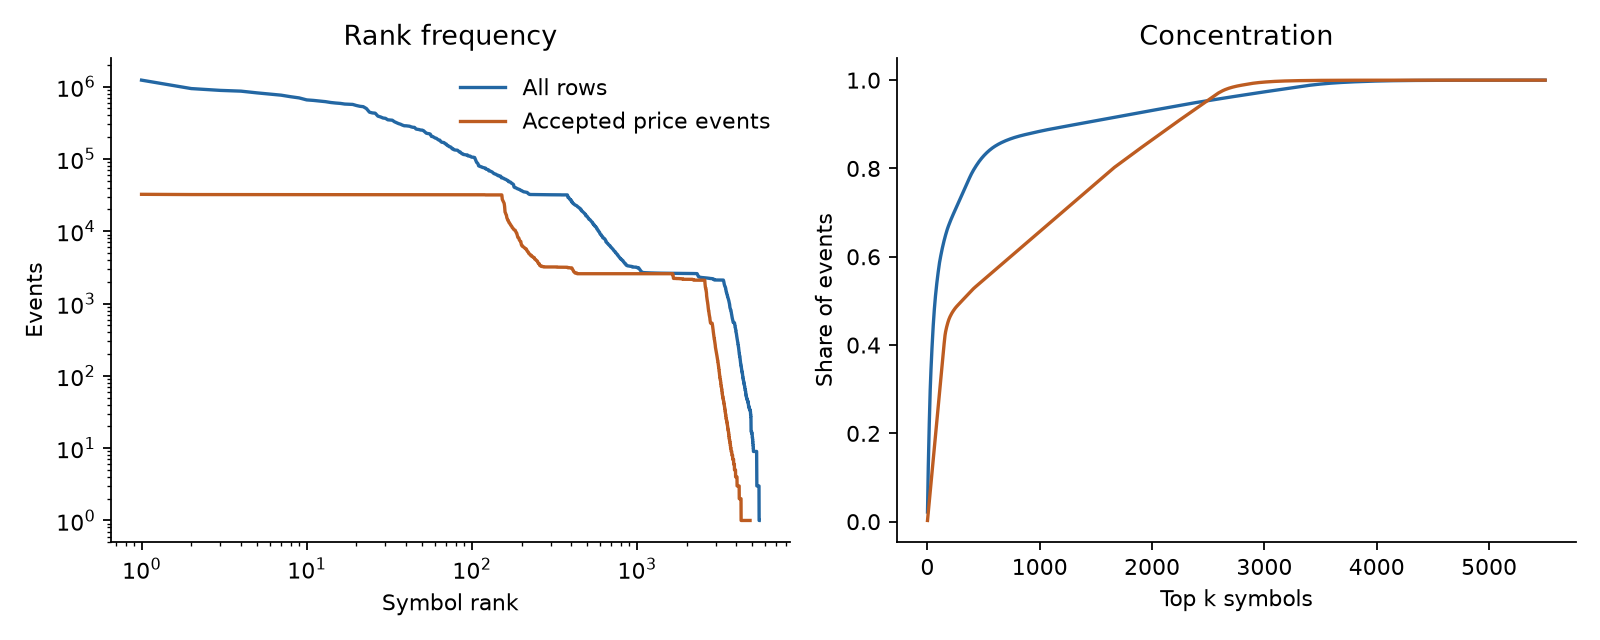 Rank frequency
All rows
Accepted price events
10^6
10^5
10^4
10^3
10^2
10^1
10^0
Events
10^0
10^1
10^2
10^3
Symbol rank
Concentration
1.0
0.8
0.6
0.4
0.2
0.0
Share of events
0
1000
2000
3000
4000
5000
Top k symbols